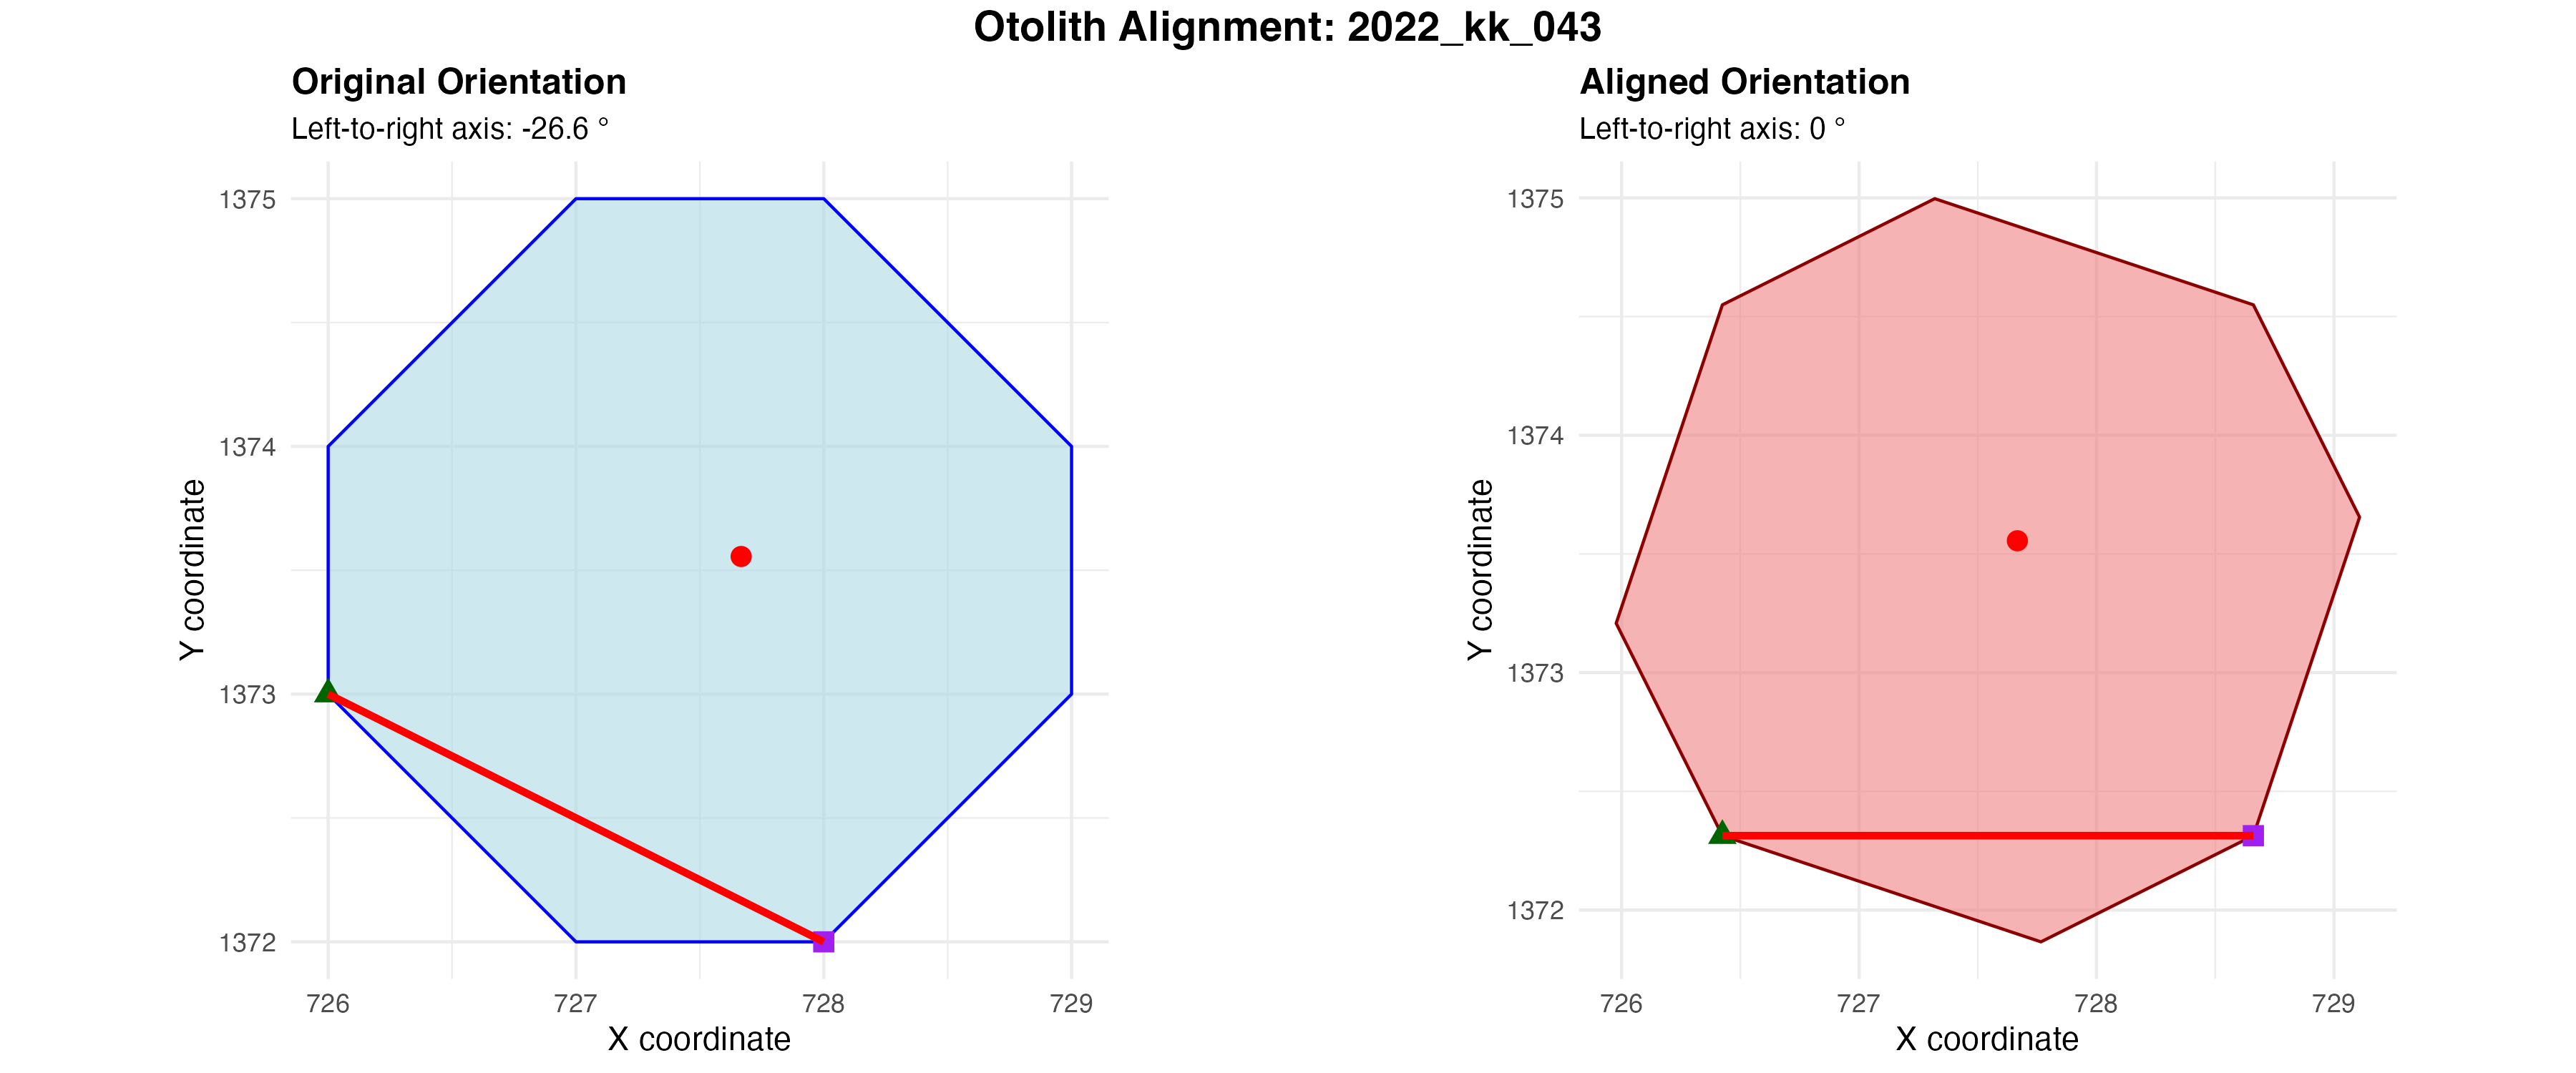 Otolith Alignment: 2022_kk_043
Original Orientation
Left-to-right axis: -26.6 °
1375
1374
1373
1372
Y coordinate
726 727 728 729
X coordinate
Aligned Orientation
Left-to-right axis: 0 °
1375
1374
1373
1372
Y coordinate
726 727 728 729
X coordinate